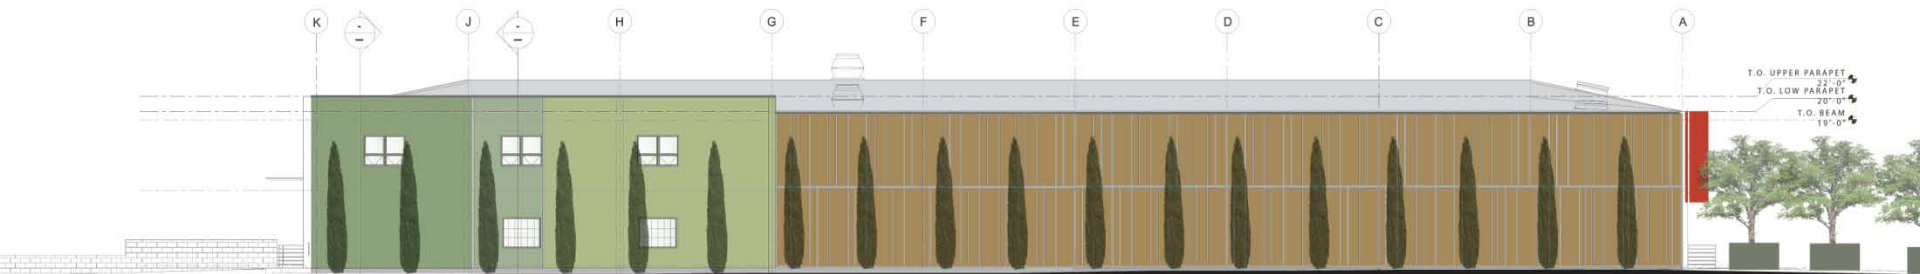 K J H G F E D C B A
- -
T.O. UPPER PARAPET
22'-0"
T.O. LOW PARAPET
20'-0"
T.O. BEAM
19'-0"